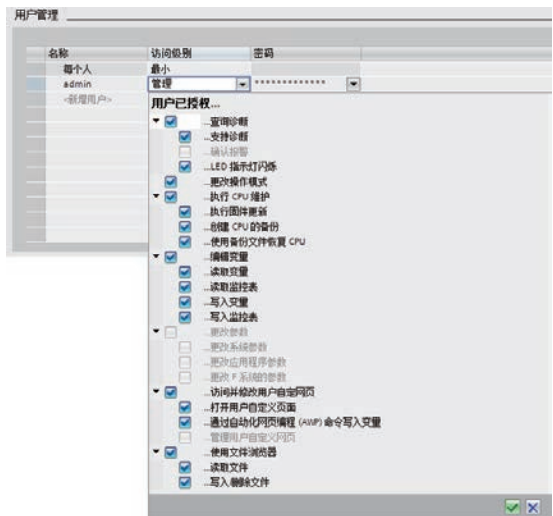 用户管理
名称 访问级别 密码
每个人 最小
admin 管理 *************
<新增用户>
用户已授权...
...查询诊断
...支持诊断
...确认报警
...LED 指示灯闪烁
...更改操作模式
...执行 CPU 维护
...执行固件更新
...创建 CPU 的备份
...使用备份文件恢复 CPU
...编辑变量
...读取变量
...读取监控表
...写入变量
...写入监控表
...更改参数
...更改系统参数
...更改应用程序参数
...更改 F 系统的参数
...访问并修改用户自定网页
...打开用户自定义页面
...通过自动化网页编程 (AWP) 命令写入变量
...管理用户自定义网页
...使用文件浏览器
...读取文件
...写入/删除文件